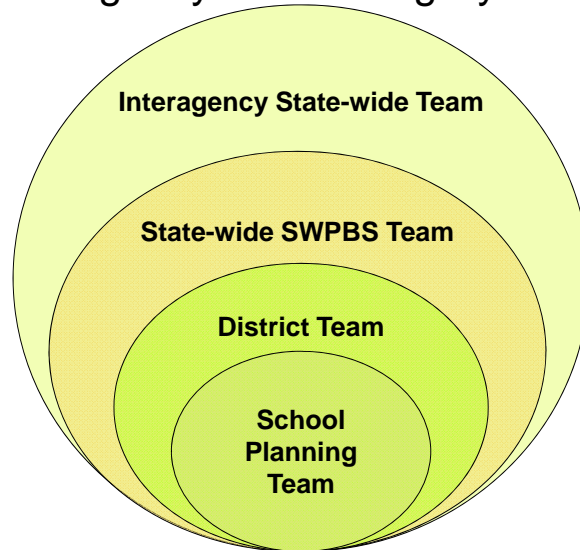 Interagency State-wide Team
State-wide SWPBS Team
District Team
School
Planning
Team